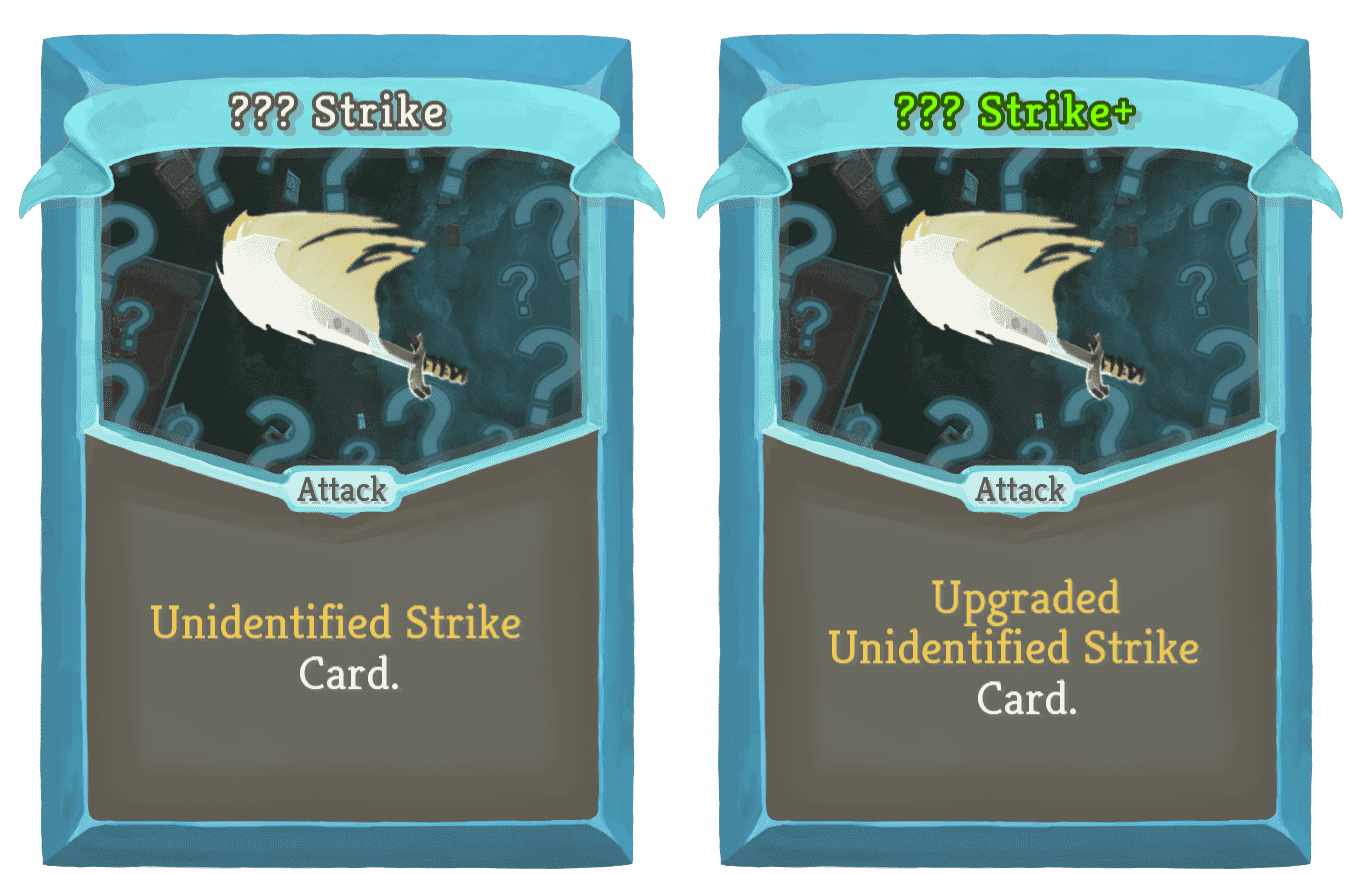 ??? Strike
Attack
Unidentified Strike
Card.
??? Strike+
Attack
Upgraded
Unidentified Strike
Card.